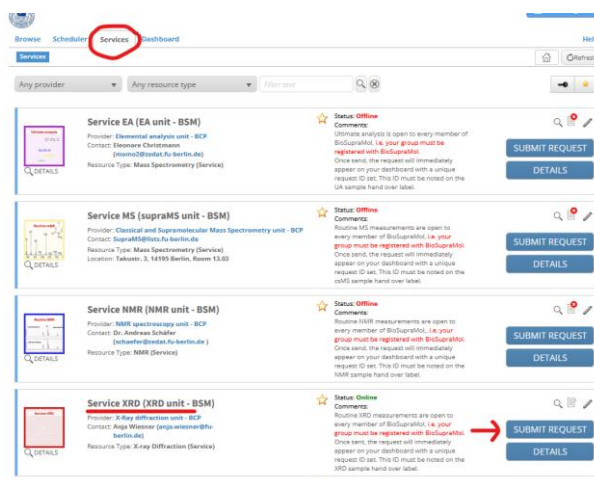 Browse Scheduler Services Dashboard Hel
Services Refresh
Any provider Any resource type Filter text
Service EA (EA unit - BSM)
Provider: Elemental analysis unit - BCP
Contact: Eleonore Christmann
(momo2@zedat.fu-berlin.de)
Resource Type: Mass Spectrometry (Service)
DETAILS
Status: Offline
Comments:
Ultimate analysis is open to every member of
BioSupraMol, i.e. your group must be
registered with BioSupraMol.
Once send, the request will immediately
appear on your dashboard with a unique
request ID set. This ID must be noted on the
UA sample hand over label.
SUBMIT REQUEST
DETAILS
Service MS (supraMS unit - BSM)
Provider: Classical and Supramolecular Mass Spectrometry unit - BCP
Contact: SupraMS@lists.fu-berlin.de
Resource Type: Mass Spectrometry (Service)
Location: Takustr. 3, 14195 Berlin, Room 13.03
DETAILS
Status: Offline
Comments:
Routine MS measurements are open to
every member of BioSupraMol, i.e. your
group must be registered with BioSupraMol.
Once send, the request will immediately
appear on your dashboard with a unique
request ID set. This ID must be noted on the
csMS sample hand over label.
SUBMIT REQUEST
DETAILS
Service NMR (NMR unit - BSM)
Provider: NMR spectroscopy unit - BCP
Contact: Dr. Andreas Schäfer
(schaefer@zedat.fu-berlin.de )
Resource Type: NMR (Service)
DETAILS
Status: Offline
Comments:
Routine NMR measurements are open to
every member of BioSupraMol., i.e. your
group must be registered with BioSupraMol.
Once send, the request will immediately
appear on your dashboard with a unique
request ID set. This ID must be noted on the
NMR sample hand over label.
SUBMIT REQUEST
DETAILS
Service XRD (XRD unit - BSM)
Provider: X-Ray diffraction unit - BCP
Contact: Anja Wiesner (anja.wiesner@fu-
berlin.de)
Resource Type: X-ray Diffraction (Service)
DETAILS
Status: Online
Comments:
Routine XRD measurements are open to
every member of BioSupraMol, i.e. your
group must be registered with BioSupraMol.
Once sent, the request will immediately
appear on your dashboard with a unique
request ID set. This ID must be noted on the
XRD sample hand over label.
SUBMIT REQUEST
DETAILS